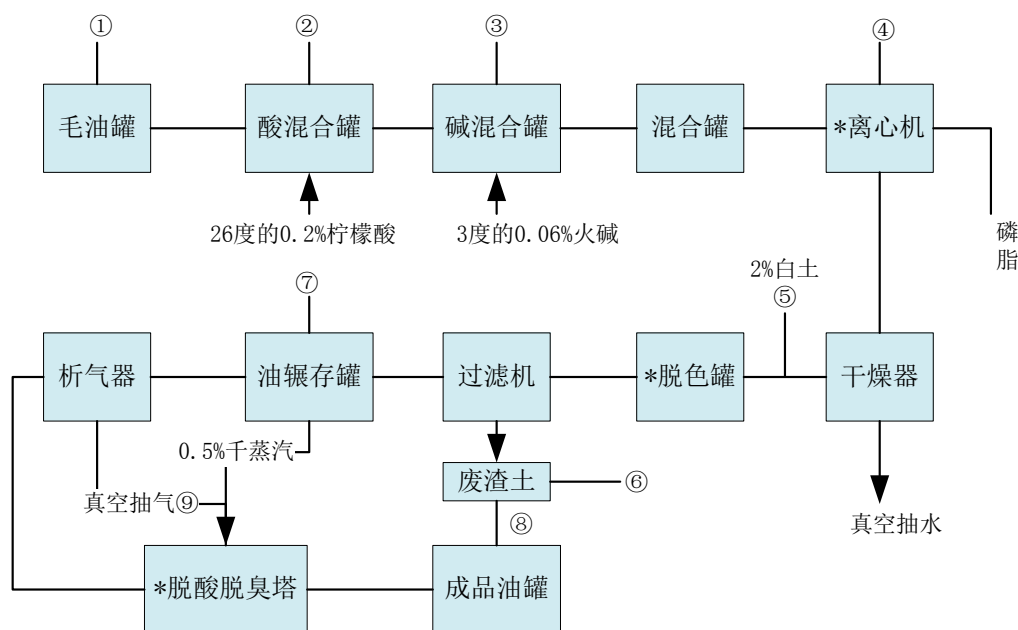 ①
②
③
④
毛油罐
酸混合罐
碱混合罐
混合罐
*离心机
26度的0.2%柠檬酸
3度的0.06%火碱
磷
脂
2%白土
⑤
⑦
析气器
油辗存罐
过滤机
*脱色罐
干燥器
0.5%千蒸汽
废渣土
⑥
真空抽气⑨
⑧
真空抽水
*脱酸脱臭塔
成品油罐